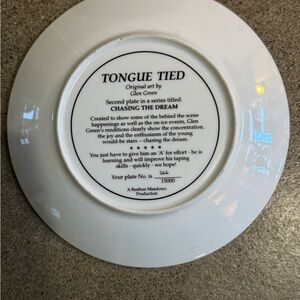 TONGUE TIED
Original art by
Glen Green
Second plate in a series titled:
CHASING THE DREAM
Created to show some of the behind the scene
happenings as well as the on-ice events, Glen
Green's renditions clearly show the concentration,
the joy and the enthusiasm of the young
would-be stars – chasing the dream.
★ ★ ★ ★ ★
You just have to give him an 'A' for effort - he is
learning and will improve his taping
skills - quickly - we hope!
Your plate No. is
15000
A Meadows
Production